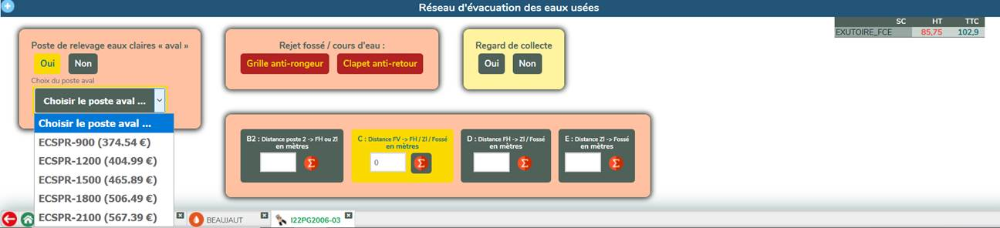 Réseau d'évacuation des eaux usées
SC HT TTC
EXUTOIRE_FCE 85,75 102,9
Poste de relevage eaux claires « aval »
Oui Non
Choix du poste aval
Choisir le poste aval ...
Choisir le poste aval ...
ECSPR-900 (374.54 €)
ECSPR-1200 (404.99 €)
ECSPR-1500 (465.89 €)
ECSPR-1800 (506.49 €)
ECSPR-2100 (567.39 €)
Rejet fossé / cours d'eau :
Grille anti-rongeur Clapet anti-retour
Regard de collecte
Oui Non
B2 : Distance poste 2 -> FH ou ZI
en mètres
C : Distance FV -> FH / ZI / Fossé
en mètres
0
D : Distance FH -> ZI / Fossé
en mètres
E : Distance ZI -> Fossé
en mètres
BEAUJAUT
I22PG2006-03